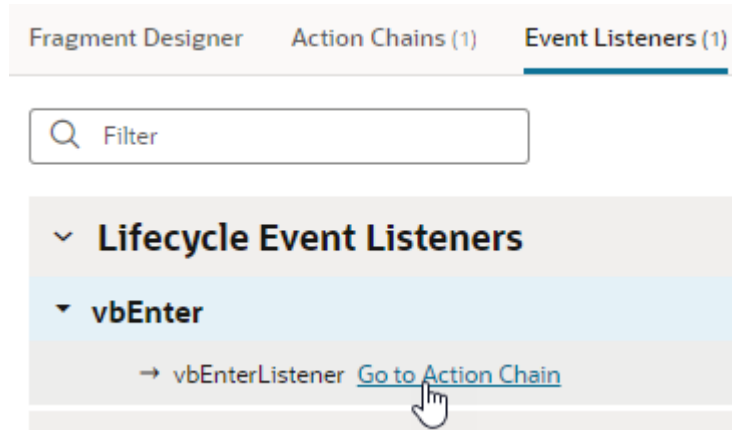 Fragment Designer Action Chains (1) Event Listeners (1)
Filter
Lifecycle Event Listeners
vbEnter
→ vbEnterListener Go to Action Chain